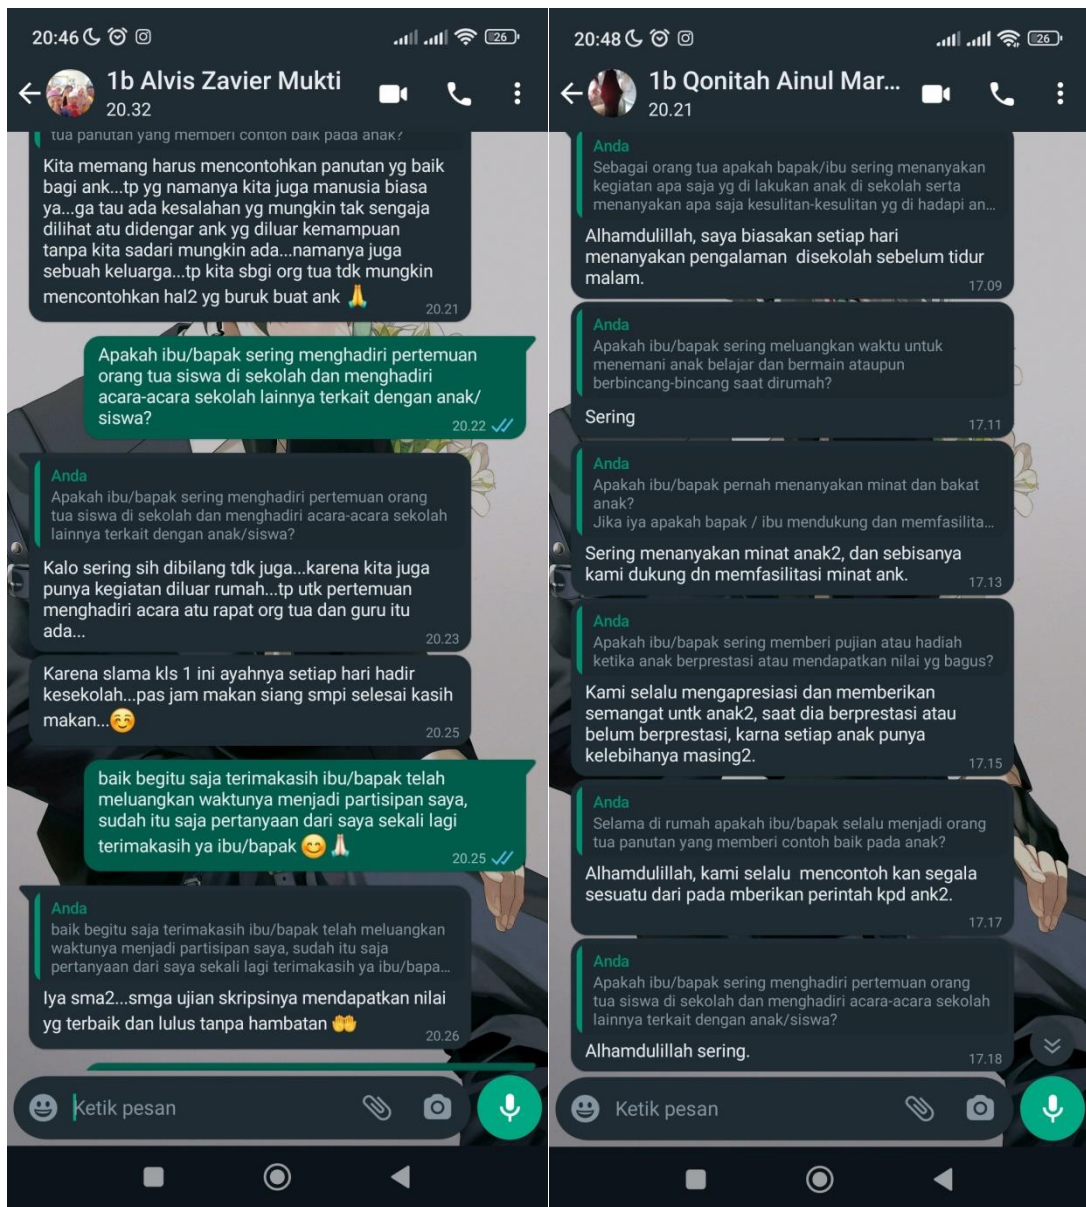 20:46
26
1b Alvis Zavier Mukti
20.32
tua panutan yang memberi contoh baik pada anak?
Kita memang harus mencontohkan panutan yg baik
bagi ank...tp yg namanya kita juga manusia biasa
ya...ga tau ada kesalahan yg mungkin tak sengaja
dilihat atu didengar ank yg diluar kemampuan
tanpa kita sadari mungkin ada...namanya juga
sebuah keluarga...tp kita sbgi org tua tdk mungkin
mencontohkan hal2 yg buruk buat ank 🙏
20.21
Apakah ibu/bapak sering menghadiri pertemuan
orang tua siswa di sekolah dan menghadiri
acara-acara sekolah lainnya terkait dengan anak/
siswa?
20.22
Anda
Apakah ibu/bapak sering menghadiri pertemuan orang
tua siswa di sekolah dan menghadiri acara-acara sekolah
lainnya terkait dengan anak/siswa?
Kalo sering sih dibilang tdk juga...karena kita juga
punya kegiatan diluar rumah...tp utk pertemuan
menghadiri acara atu rapat org tua dan guru itu
ada...
20.23
Karena slama kls 1 ini ayahnya setiap hari hadir
kesekolah...pas jam makan siang smpi selesai kasih
makan...☺️
20.25
baik begitu saja terimakasih ibu/bapak telah
meluangkan waktunya menjadi partisipan saya,
sudah itu saja pertanyaan dari saya sekali lagi
terimakasih ya ibu/bapak 😊🙏🏻
20.25
Anda
baik begitu saja terimakasih ibu/bapak telah meluangkan
waktunya menjadi partisipan saya, sudah itu saja
pertanyaan dari saya sekali lagi terimakasih ya ibu/bapa...
Iya sma2...smga ujian skripsinya mendapatkan nilai
yg terbaik dan lulus tanpa hambatan 🤲
20.26
Ketik pesan
20:48
26
1b Qonitah Ainul Mar...
20.21
Anda
Sebagai orang tua apakah bapak/ibu sering menanyakan
kegiatan apa saja yg di lakukan anak di sekolah serta
menanyakan apa saja kesulitan-kesulitan yg di hadapi an...
Alhamdulillah, saya biasakan setiap hari
menanyakan pengalaman disekolah sebelum tidur
malam.
17.09
Anda
Apakah ibu/bapak sering meluangkan waktu untuk
menemani anak belajar dan bermain ataupun
berbincang-bincang saat dirumah?
Sering
17.11
Anda
Apakah ibu/bapak pernah menanyakan minat dan bakat
anak?
Jika iya apakah bapak / ibu mendukung dan memfasilita...
Sering menanyakan minat anak2, dan sebisanya
kami dukung dn memfasilitasi minat ank.
17.13
Anda
Apakah ibu/bapak sering memberi pujian atau hadiah
ketika anak berprestasi atau mendapatkan nilai yg bagus?
Kami selalu mengapresiasi dan memberikan
semangat untk anak2, saat dia berprestasi atau
belum berprestasi, karna setiap anak punya
kelebihanya masing2.
17.15
Anda
Selama di rumah apakah ibu/bapak selalu menjadi orang
tua panutan yang memberi contoh baik pada anak?
Alhamdulillah, kami selalu mencontoh kan segala
sesuatu dari pada mberikan perintah kpd ank2.
17.17
Anda
Apakah ibu/bapak sering menghadiri pertemuan orang
tua siswa di sekolah dan menghadiri acara-acara sekolah
lainnya terkait dengan anak/siswa?
Alhamdulillah sering.
17.18
Ketik pesan